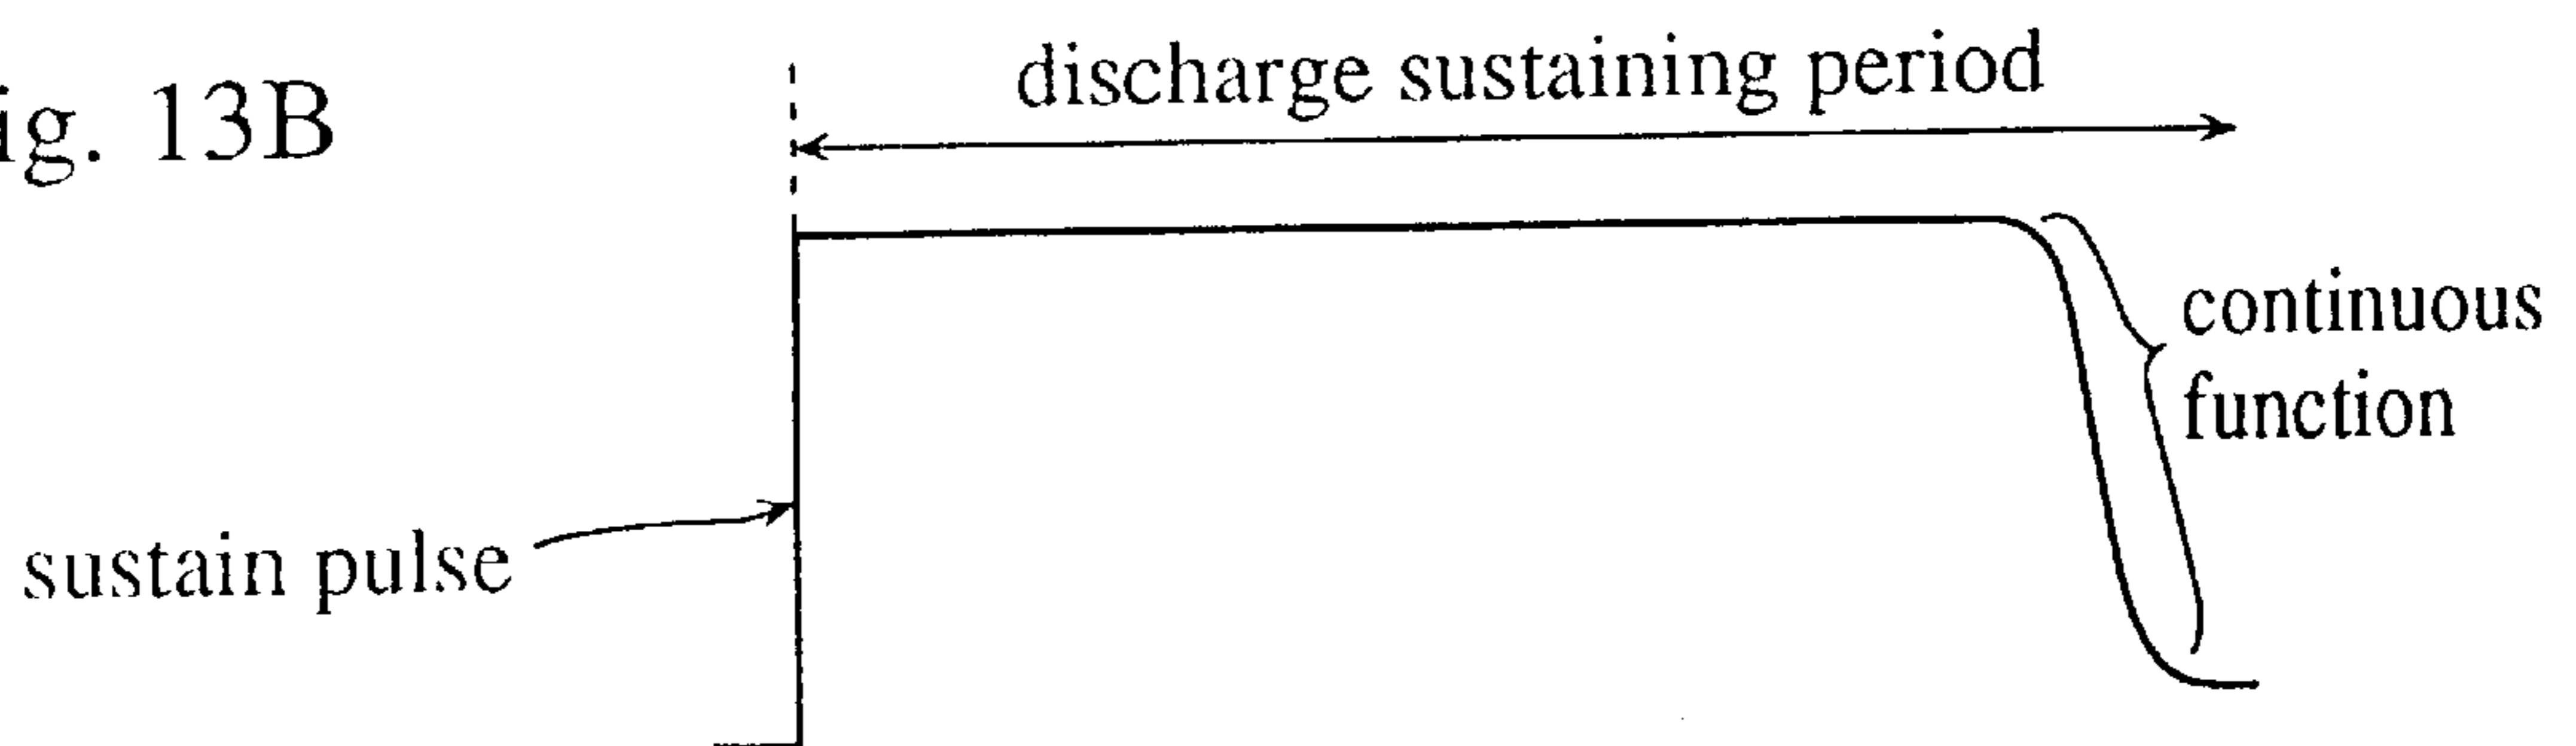 ig. 13B
discharge sustaining period
continuous
function
sustain pulse